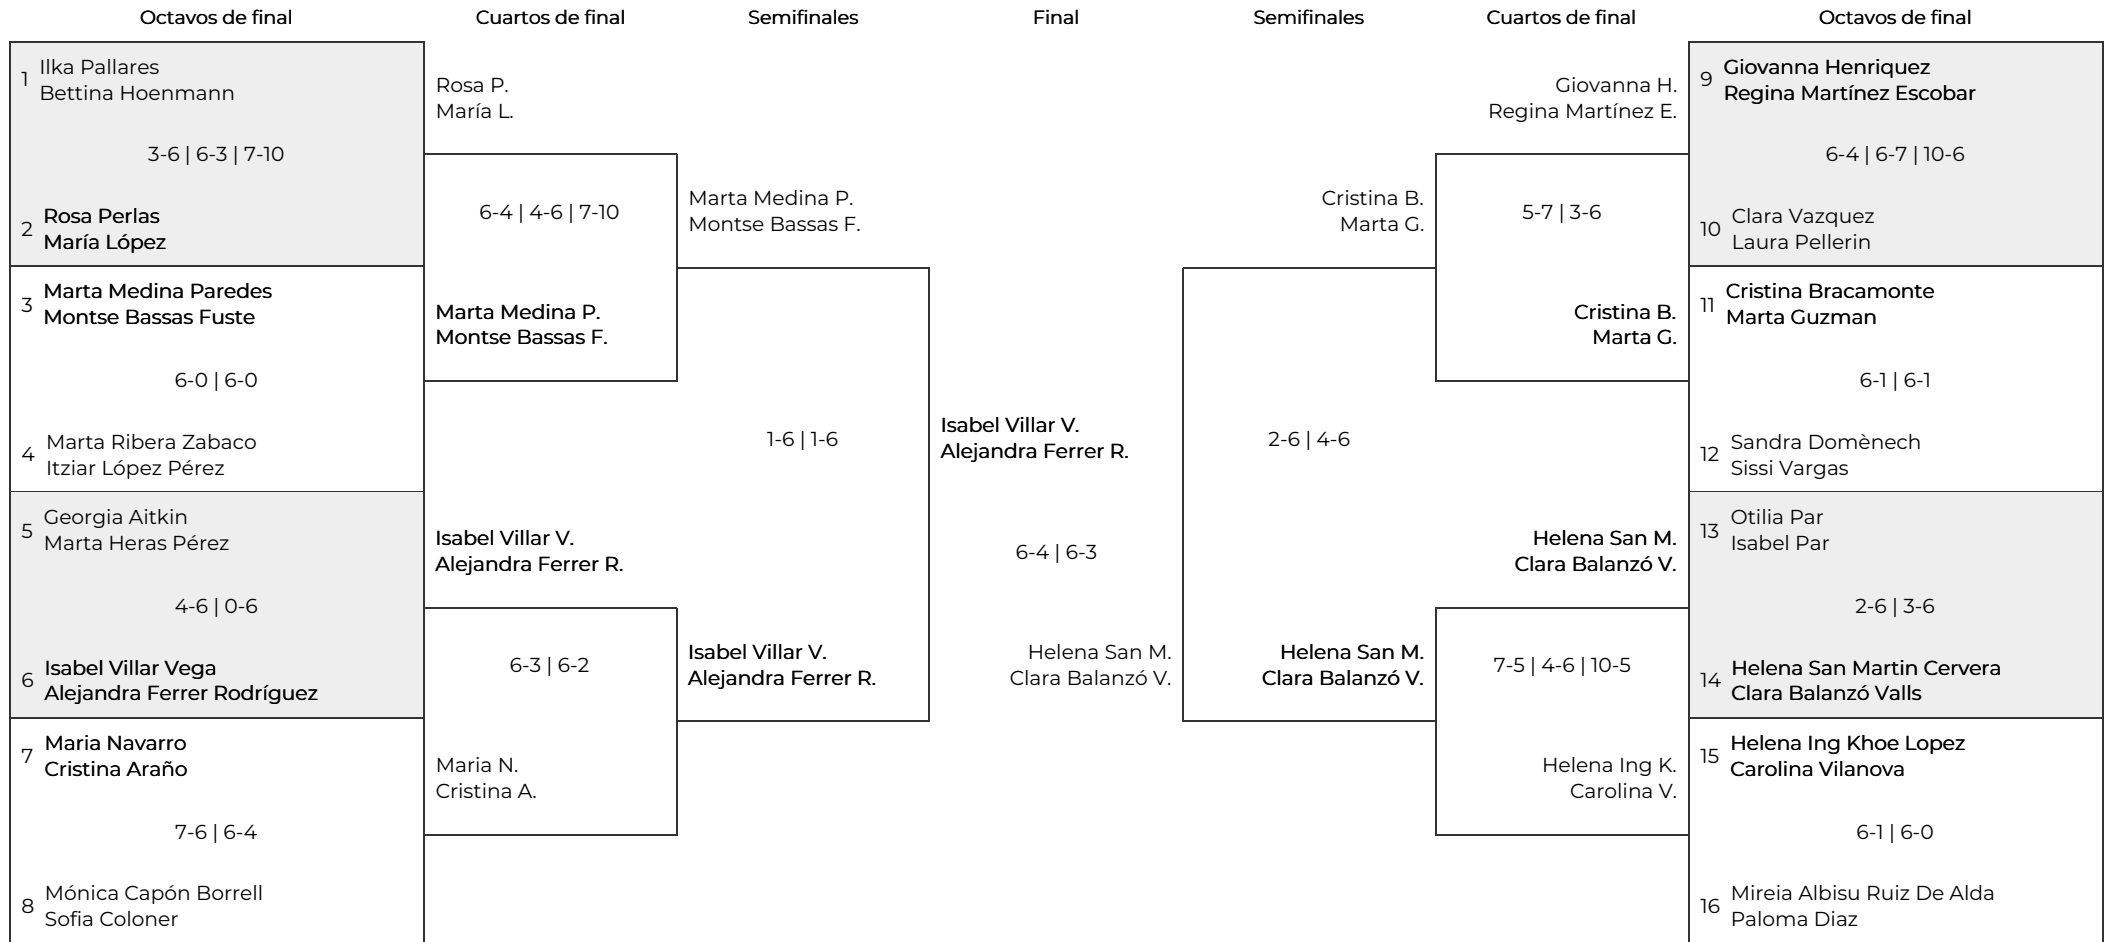 Octavos de final
Cuartos de final
Semifinales
Final
Semifinales
Cuartos de final
Octavos de final
1
Ilka Pallares
Bettina Hoenmann
3-6 | 6-3 | 7-10
2
Rosa Perlas
María López
3
Marta Medina Paredes
Montse Bassas Fuste
6-0 | 6-0
4
Marta Ribera Zabaco
Itziar López Pérez
5
Georgia Aitkin
Marta Heras Pérez
4-6 | 0-6
6
Isabel Villar Vega
Alejandra Ferrer Rodríguez
7
Maria Navarro
Cristina Araño
7-6 | 6-4
8
Mónica Capón Borrell
Sofia Coloner
Rosa P.
María L.
6-4 | 4-6 | 7-10
Marta Medina P.
Montse Bassas F.
Isabel Villar V.
Alejandra Ferrer R.
6-3 | 6-2
Maria N.
Cristina A.
Marta Medina P.
Montse Bassas F.
1-6 | 1-6
Isabel Villar V.
Alejandra Ferrer R.
Isabel Villar V.
Alejandra Ferrer R.
6-4 | 6-3
Helena San M.
Clara Balanzó V.
Cristina B.
Marta G.
2-6 | 4-6
Helena San M.
Clara Balanzó V.
Giovanna H.
Regina Martínez E.
5-7 | 3-6
Cristina B.
Marta G.
Helena San M.
Clara Balanzó V.
7-5 | 4-6 | 10-5
Helena Ing K.
Carolina V.
9
Giovanna Henriquez
Regina Martínez Escobar
6-4 | 6-7 | 10-6
10
Clara Vazquez
Laura Pellerin
11
Cristina Bracamonte
Marta Guzman
6-1 | 6-1
12
Sandra Domènech
Sissi Vargas
13
Otilia Par
Isabel Par
2-6 | 3-6
14
Helena San Martin Cervera
Clara Balanzó Valls
15
Helena Ing Khoe Lopez
Carolina Vilanova
6-1 | 6-0
16
Mireia Albisu Ruiz De Alda
Paloma Diaz